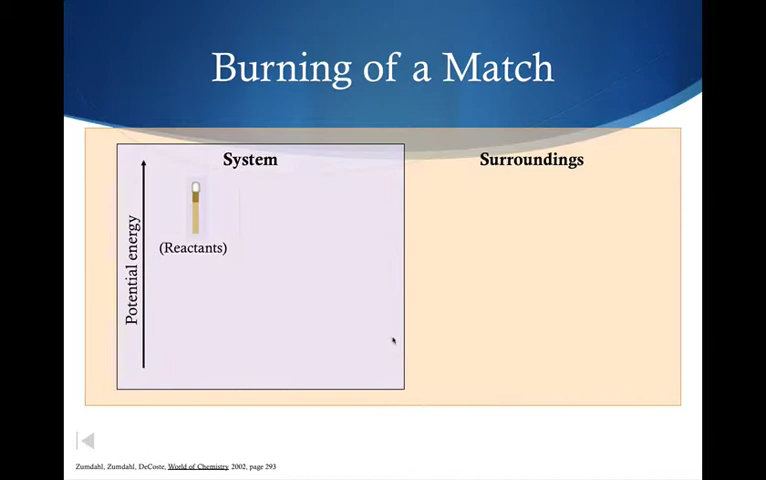 Burning of a Match
System
Surroundings
Potential energy
(Reactants)
Zumdahl, Zumdahl, DeCoste, World of Chemistry 2002, page 293